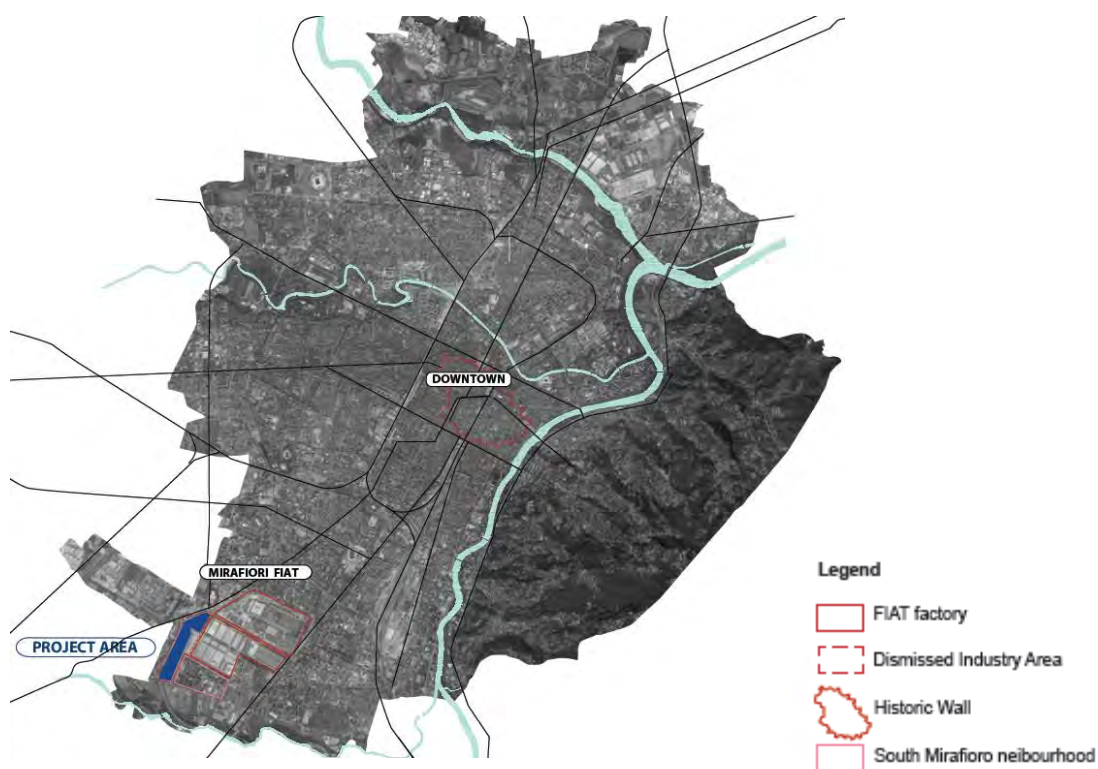 DOWNTOWN
MIRAFIORI FIAT
PROJECT AREA
Legend
FIAT factory
Dismissed Industry Area
Historic Wall
South Mirafioro neibourhood